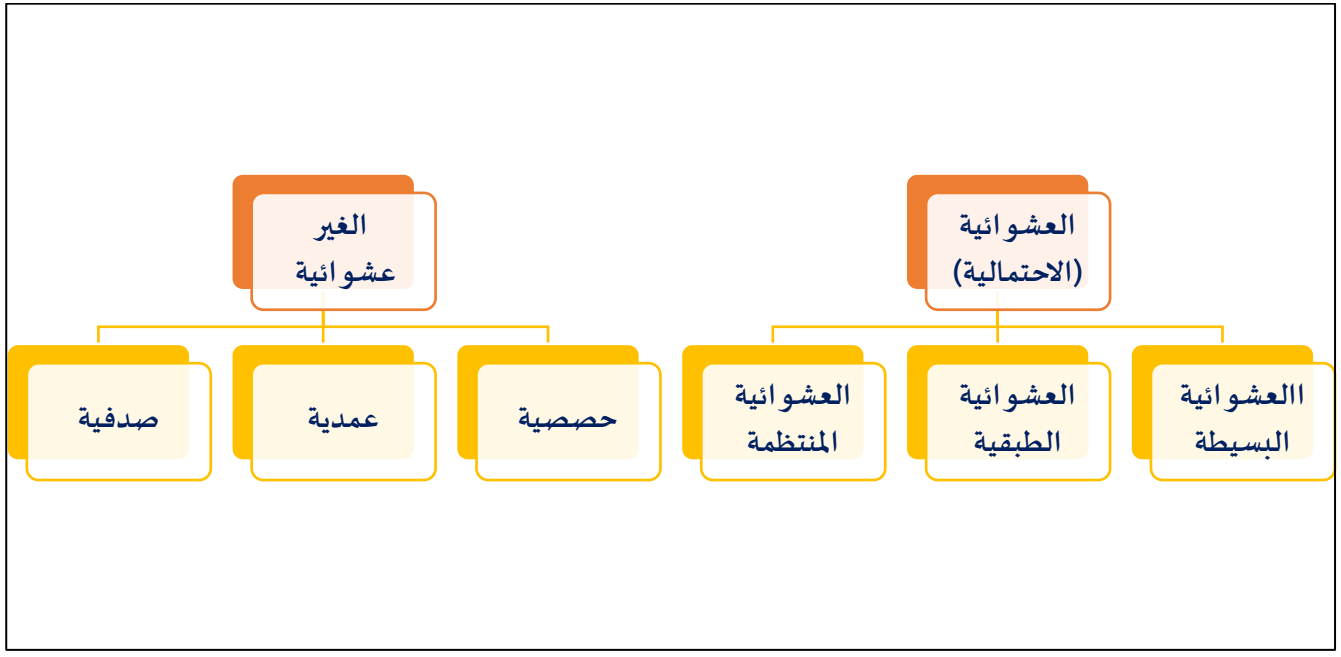 العشوائية
(الاحتمالية)
االعشوائية
البسيطة
العشوائية
الطبقية
العشوائية
المنتظمة
الغير
عشوائية
حصصية
عمدية
صدفية